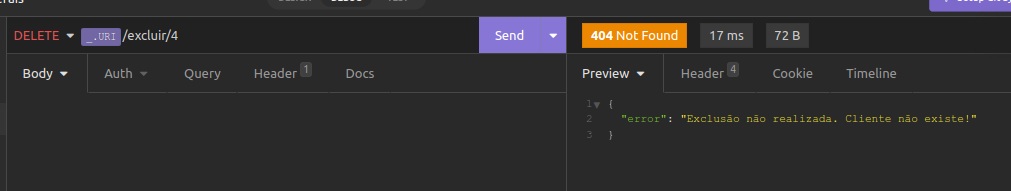 DELETE _.URI /excluir/4 Send 404 Not Found 17 ms 72 B
Body Auth Query Header 1 Docs Preview Header 4 Cookie Timeline
1 {
2 "error": "Exclusão não realizada. Cliente não existe!"
3 }